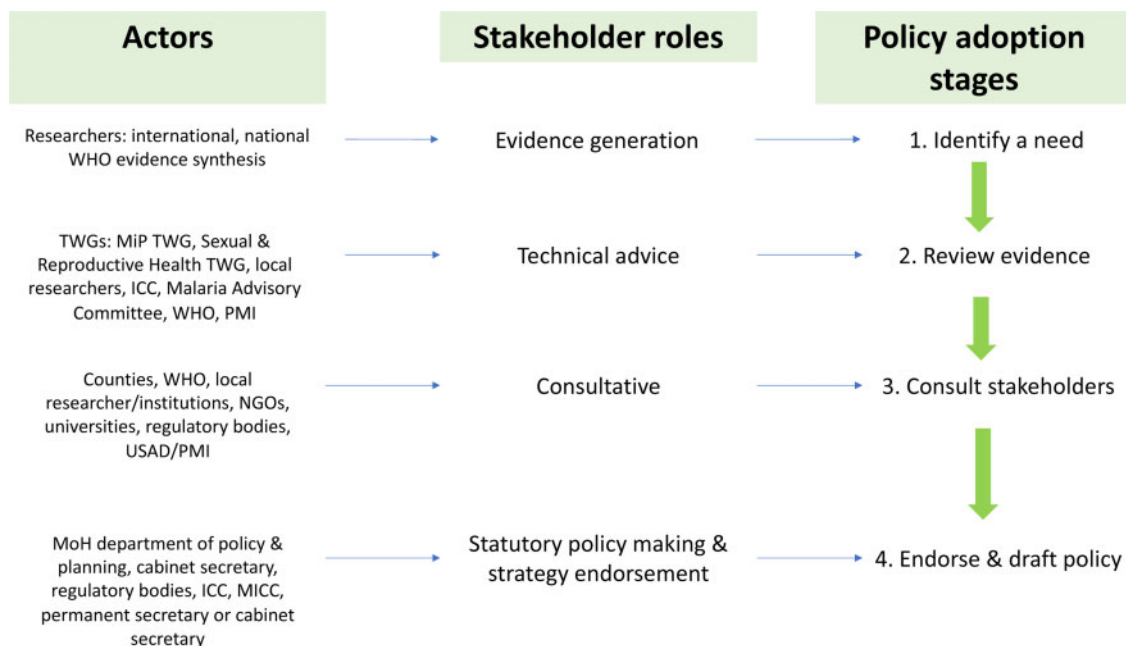 Actors
Stakeholder roles
Policy adoption
stages
Researchers: international, national
WHO evidence synthesis
Evidence generation
1. Identify a need
TWGs: MiP TWG, Sexual &
Reproductive Health TWG, local
researchers, ICC, Malaria Advisory
Committee, WHO, PMI
Technical advice
2. Review evidence
Counties, WHO, local
researcher/institutions, NGOs,
universities, regulatory bodies,
USAD/PMI
Consultative
3. Consult stakeholders
MoH department of policy &
planning, cabinet secretary,
regulatory bodies, ICC, MICC,
permanent secretary or cabinet
secretary
Statutory policy making &
strategy endorsement
4. Endorse & draft policy